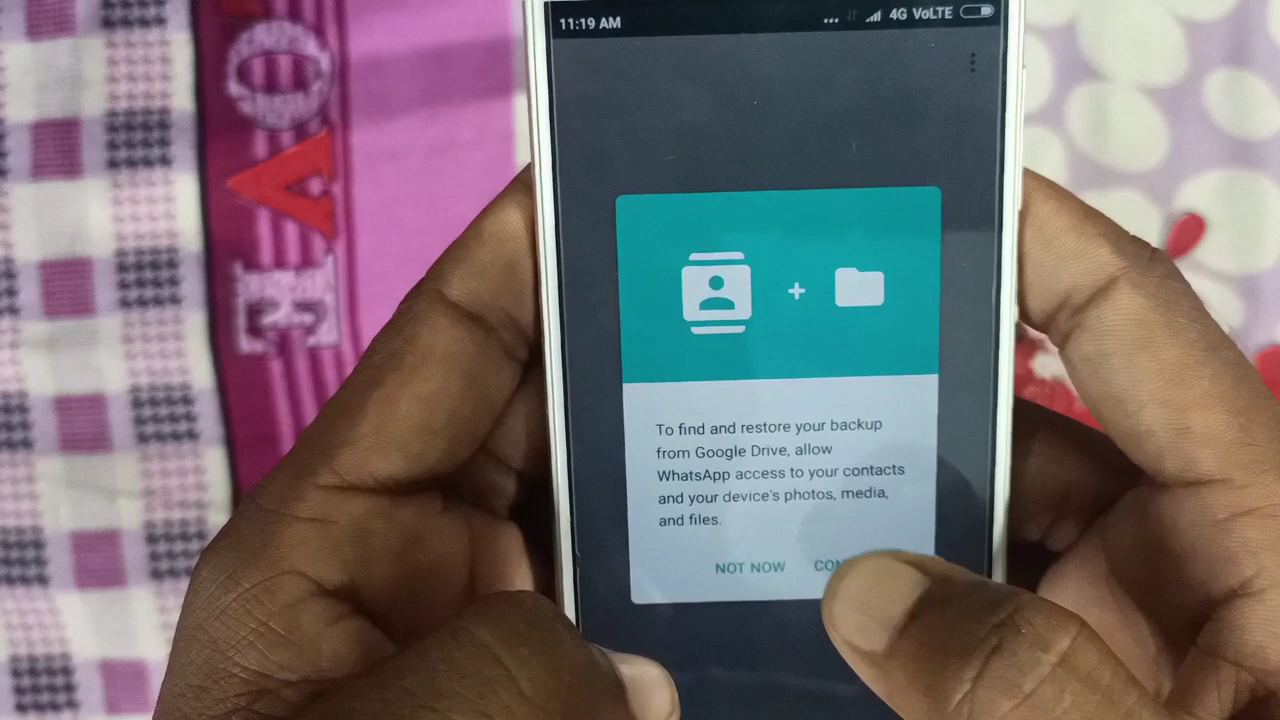 11:19 AM
4G VoLTE
LOVE
To find and restore your backup
from Google Drive, allow
WhatsApp access to your contacts
and your device's photos, media,
and files.
NOT NOW